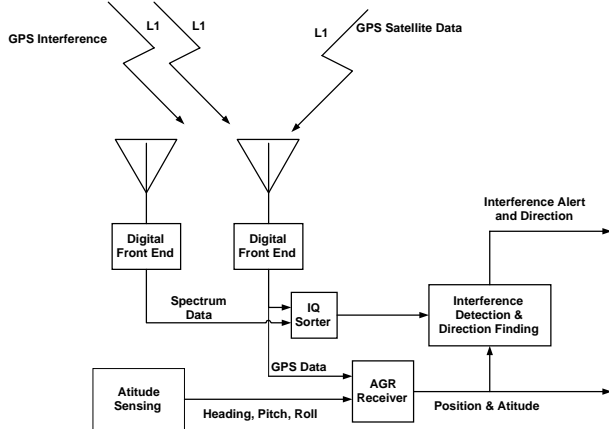 L1
L1
L1
GPS Interference
GPS Satellite Data
Interference Alert
and Direction
Digital
Front End
Digital
Front End
Spectrum
Data
IQ
Sorter
Interference
Detection &
Direction Finding
GPS Data
Atitude
Sensing
AGR
Receiver
Heading, Pitch, Roll
Position & Atitude